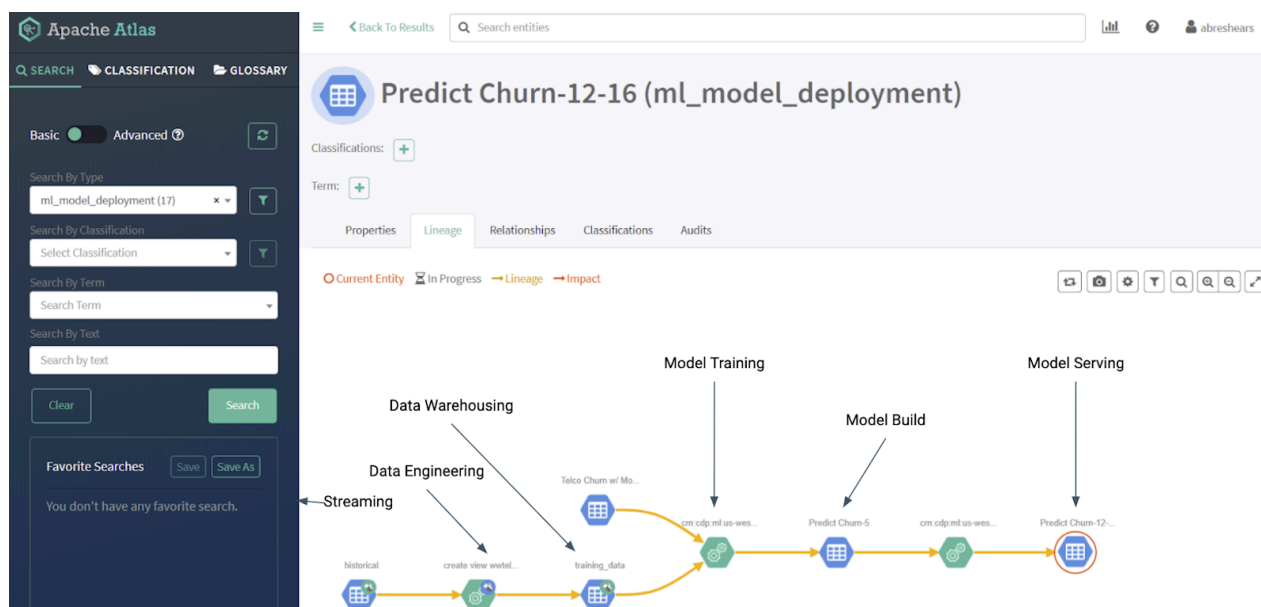 Apache Atlas
SEARCH CLASSIFICATION GLOSSARY
Basic Advanced
Search By Type
ml_model_deployment (17)
Search By Classification
Select Classification
Search By Term
Search Term
Search By Text
Search by text
Clear Search
Favorite Searches Save Save As
You don't have any favorite search.
Back To Results Search entities abreshears
Predict Churn-12-16 (ml_model_deployment)
Classifications:
Term:
Properties Lineage Relationships Classifications Audits
Current Entity In Progress Lineage Impact
Model Training Model Serving
Data Warehousing
Model Build
Data Engineering
Streaming
Telco Churn w/ Mo...
cm:cdp:ml:us-wes... Predict Churn-5 cm:cdp:ml:us-wes... Predict Churn-12-...
historical create view wwtel... training_data